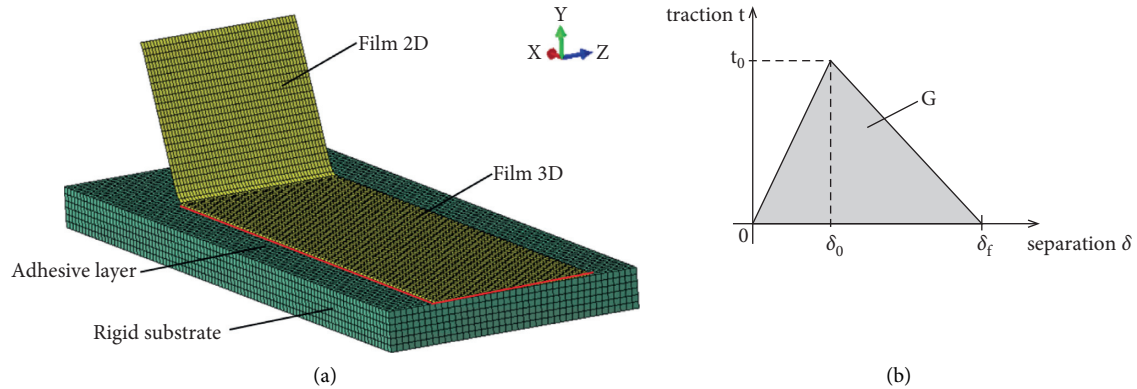 Film 2D
Y
X
Z
Film 3D
Adhesive layer
Rigid substrate
(a)
traction t
t₀
G
0
δ₀
δf
separation δ
(b)